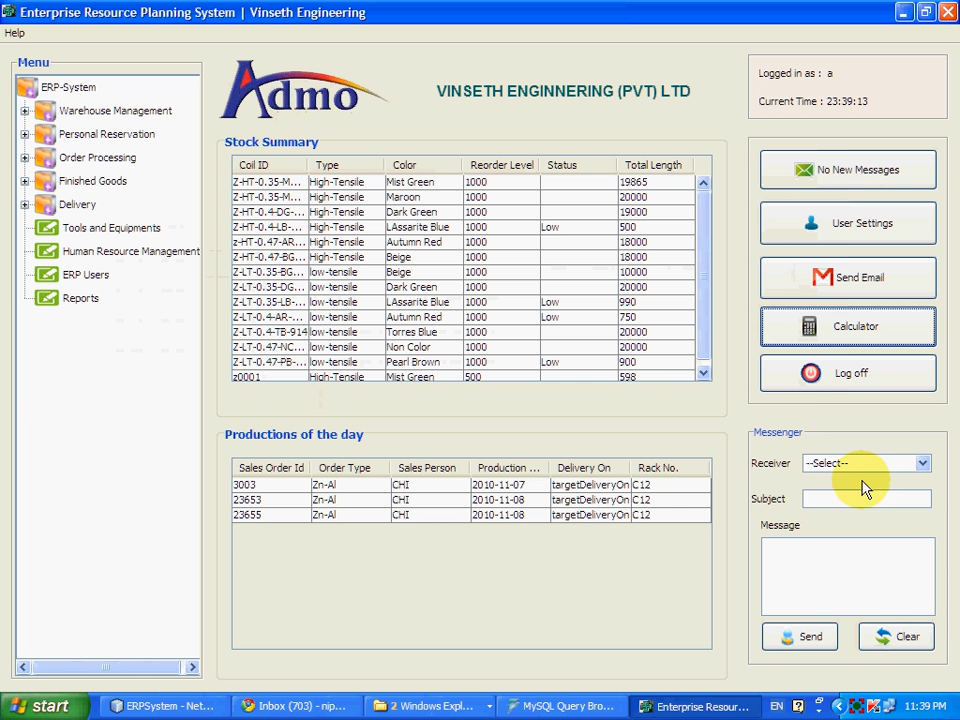 Enterprise Resource Planning System | Vinseth Engineering
Help
Menu
ERP-System
Warehouse Management
Personal Reservation
Order Processing
Finished Goods
Delivery
Tools and Equipments
Human Resource Management
ERP Users
Reports
Admo
VINSETH ENGINNERING (PVT) LTD
Logged in as : a
Current Time : 23:39:13
Stock Summary
Coil ID Type Color Reorder Level Status Total Length
Z-HT-0.35-M... High-Tensile Mist Green 1000 19865
Z-HT-0.35-M... High-Tensile Maroon 1000 20000
Z-HT-0.4-DG-... High-Tensile Dark Green 1000 19000
Z-HT-0.4-LB-... High-Tensile LAssarite Blue 1000 Low 500
z-HT-0.47-AR... High-Tensile Autumn Red 1000 18000
Z-HT-0.47-BG... High-Tensile Beige 1000 18000
Z-LT-0.35-BG... low-tensile Beige 1000 10000
Z-LT-0.35-DG... low-tensile Dark Green 1000 20000
Z-LT-0.35-LB-... low-tensile LAssarite Blue 1000 Low 990
Z-LT-0.4-AR-... low-tensile Autumn Red 1000 Low 750
Z-LT-0.4-TB-914 low-tensile Torres Blue 1000 20000
Z-LT-0.47-NC... low-tensile Non Color 1000 20000
Z-LT-0.47-PB-... low-tensile Pearl Brown 1000 Low 900
z0001 High-Tensile Mist Green 500 598
No New Messages
User Settings
Send Email
Calculator
Log off
Productions of the day
Sales Order Id Order Type Sales Person Production ... Delivery On Rack No.
3003 Zn-Al CHI 2010-11-07 targetDeliveryOn C12
23653 Zn-Al CHI 2010-11-08 targetDeliveryOn C12
23655 Zn-Al CHI 2010-11-08 targetDeliveryOn C12
Messenger
Receiver --Select--
Subject
Message
Send Clear
start ERPSystem - Net... Inbox (703) - nip... 2 Windows Expl... MySQL Query Bro... Enterprise Resour... EN 11:39 PM